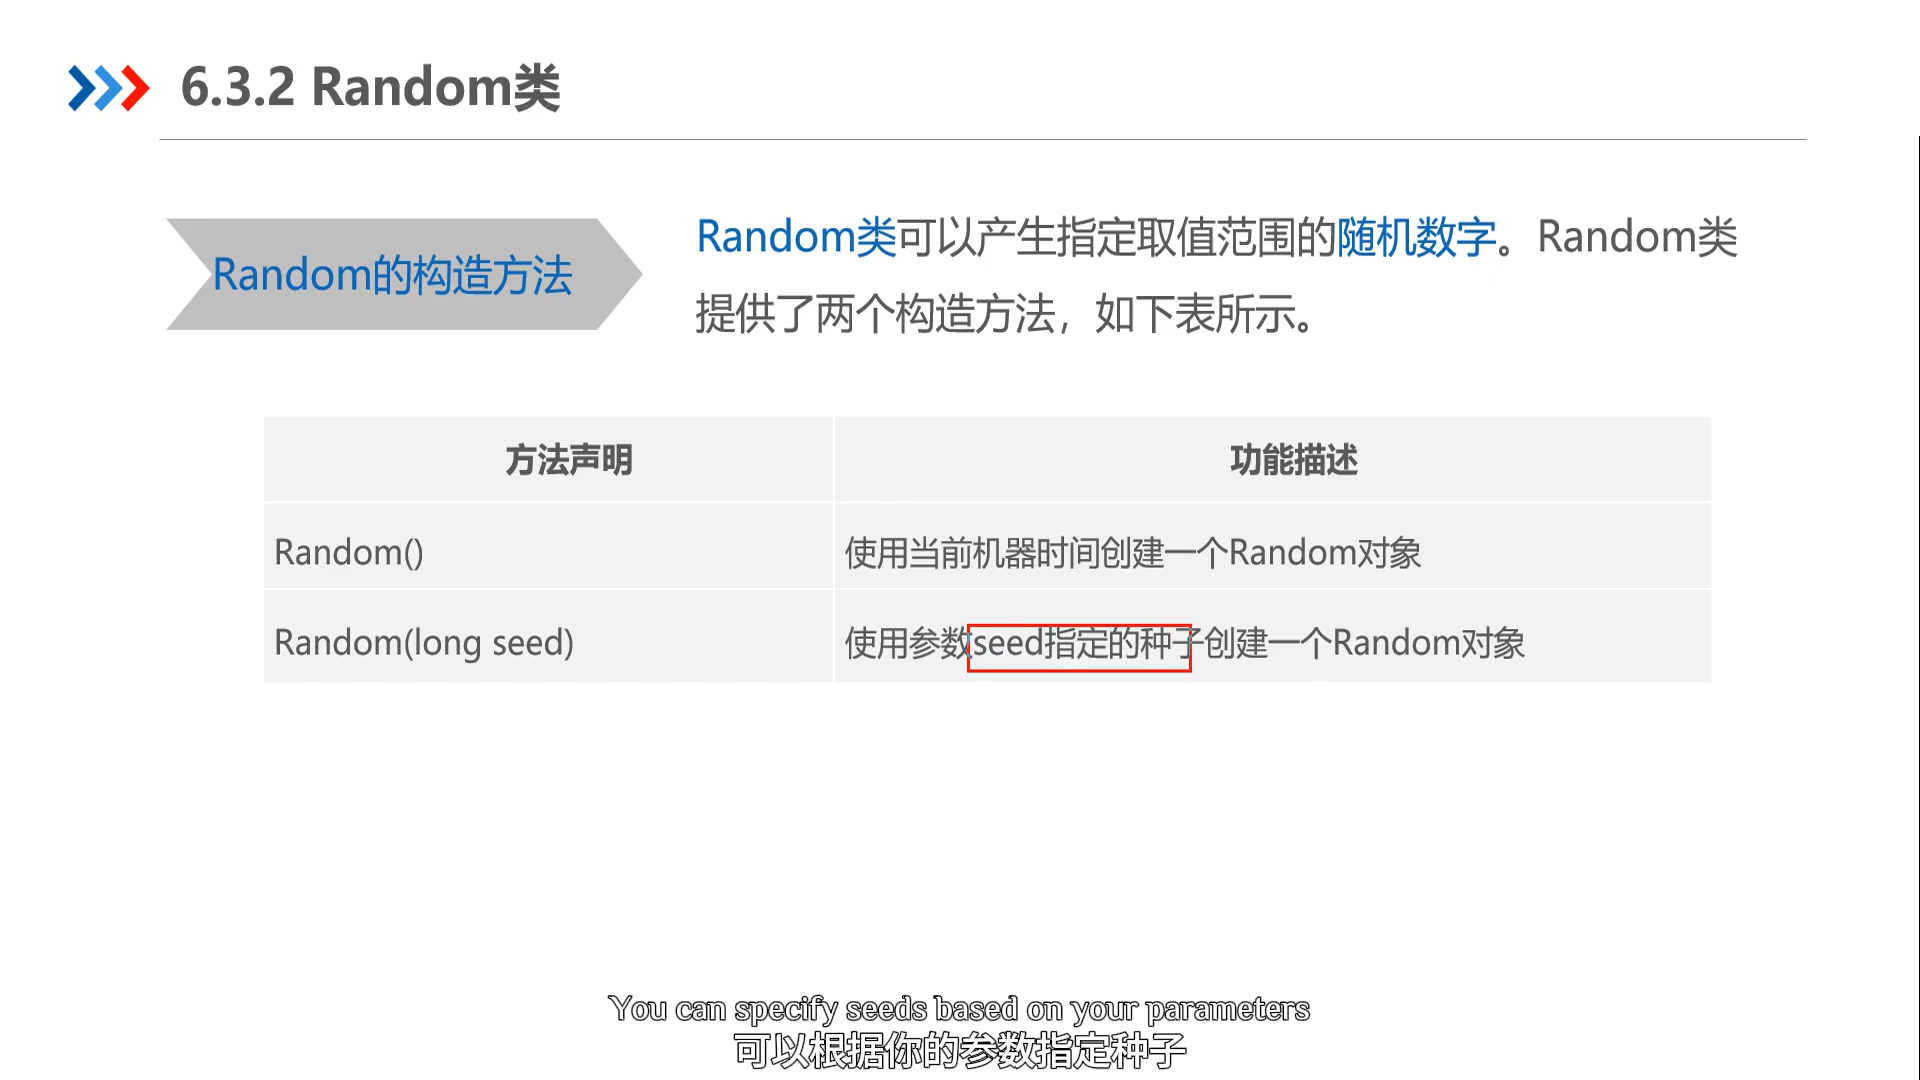 6.3.2 Random类
Random的构造方法
Random类可以产生指定取值范围的随机数字。Random类
提供了两个构造方法，如下表所示。
方法声明 功能描述
Random() 使用当前机器时间创建一个Random对象
Random(long seed) 使用参数seed指定的种子创建一个Random对象
You can specify seeds based on your parameters
可以根据你的参数指定种子